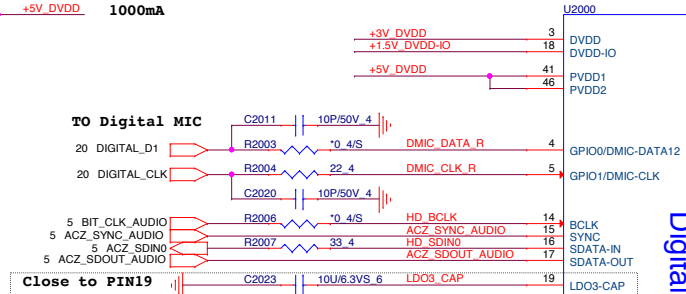 +5V_DVDD 1000mA U2000
+3V_DVDD 3 DVDD
+1.5V_DVDD-IO 18 DVDD-IO
+5V_DVDD 41 PVDD1
46 PVDD2
TO Digital MIC C2011 10P/50V_4
20 DIGITAL_D1 R2003 *0_4/S DMIC_DATA_R 4 GPIO0/DMIC-DATA12
20 DIGITAL_CLK R2004 22_4 DMIC_CLK_R 5 GPIO1/DMIC-CLK
C2020 10P/50V_4
5 BIT_CLK_AUDIO R2006 *0_4/S HD_BCLK 14 BCLK
5 ACZ_SYNC_AUDIO ACZ_SYNC_AUDIO 15 SYNC
5 ACZ_SDIN0 R2007 33_4 HD_SDIN0 16 SDATA-IN
5 ACZ_SDOUT_AUDIO ACZ_SDOUT_AUDIO 17 SDATA-OUT
Close to PIN19 C2023 10U/6.3VS_6 LDO3_CAP 19 LDO3-CAP
Digital